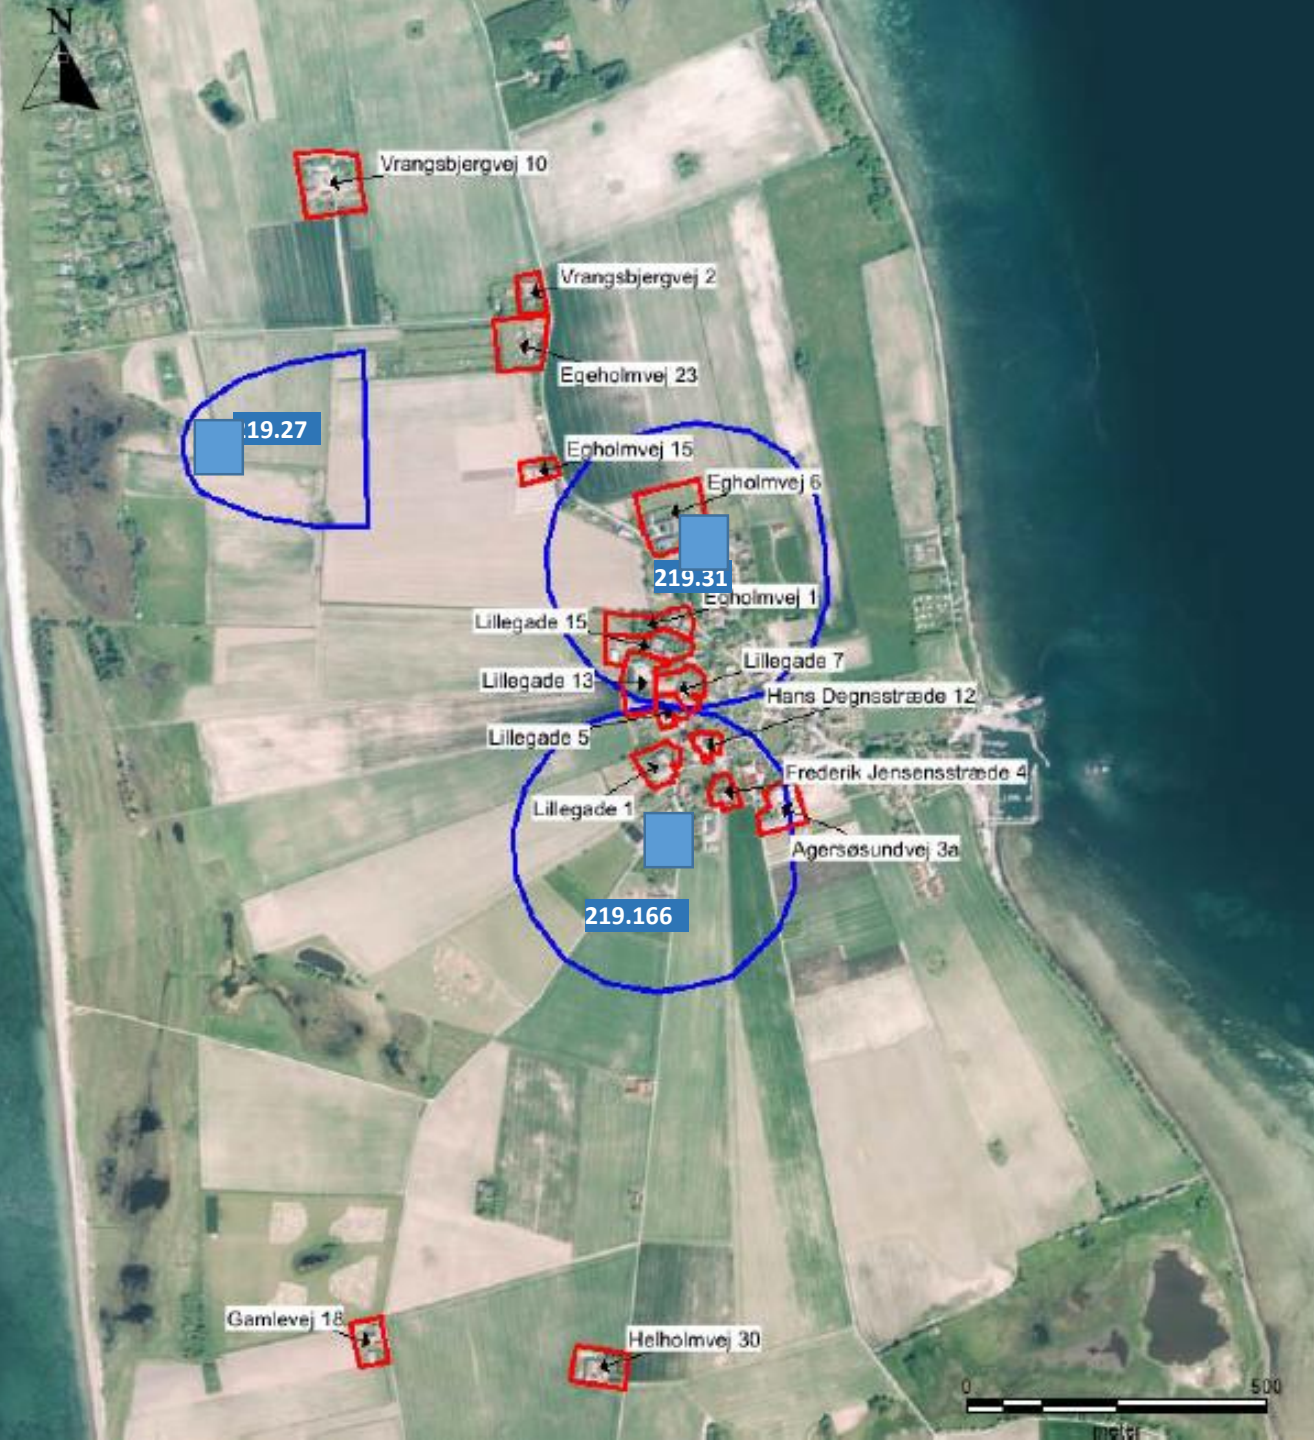 N
Vrangsbjergvej 10
Vrangsbjergvej 2
Egeholmvej 23
219.27
Egholmvej 15
Egholmvej 6
219.31
Egholmvej 1
Lillegade 15
Lillegade 7
Lillegade 13
Hans Degnsstræde 12
Lillegade 5
Frederik Jensensstræde 4
Lillegade 1
Agersøsundvej 3a
219.166
Gamlevej 18
Helholmvej 30
0 500
meter